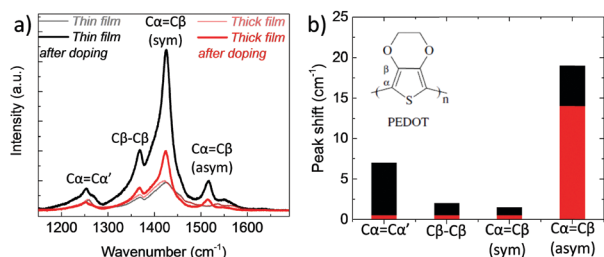 a)
Thin film
Thin film
after doping
Thick film
Thick film
after doping
Cα=Cβ
(sym)
Cβ-Cβ
Cα=Cβ
(asym)
Cα=Cα’
Intensity (a.u.)
1200
1300
1400
1500
1600
Wavenumber (cm-1)
b)
25
20
15
10
5
0
Peak shift (cm-1)
O
O
β
α
S
n
PEDOT
Cα=Cα’
Cβ-Cβ
Cα=Cβ
(sym)
Cα=Cβ
(asym)